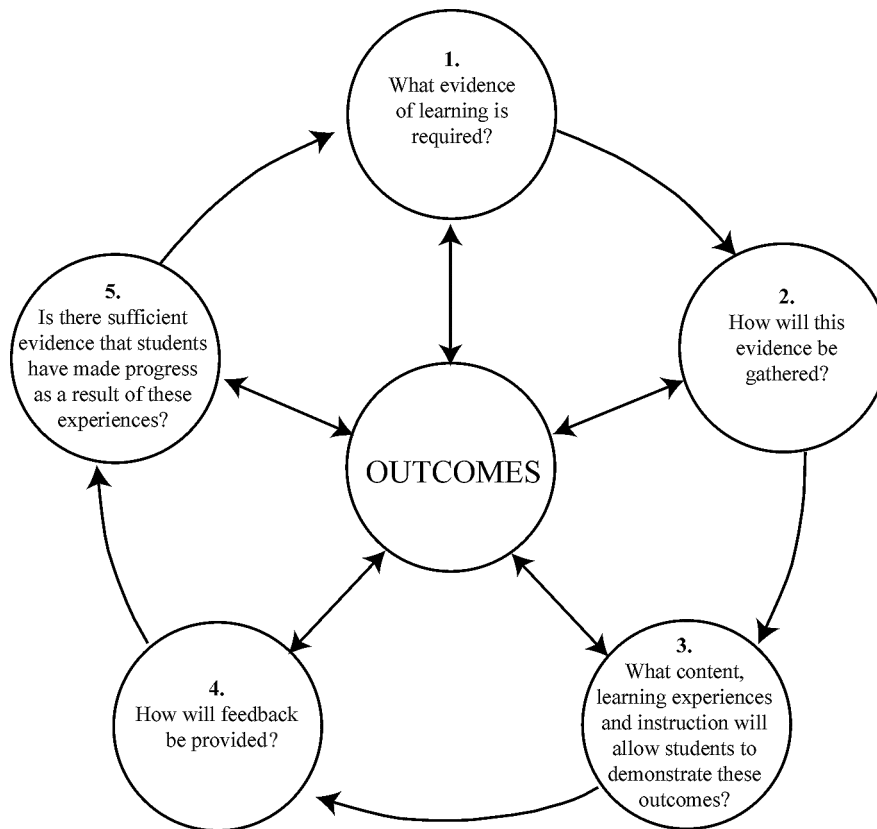 1.
What evidence
of learning is
required?
2.
How will this
evidence be
gathered?
3.
What content,
learning experiences
and instruction will
allow students to
demonstrate these
outcomes?
4.
How will feedback
be provided?
5.
Is there sufficient
evidence that students
have made progress
as a result of these
experiences?
OUTCOMES